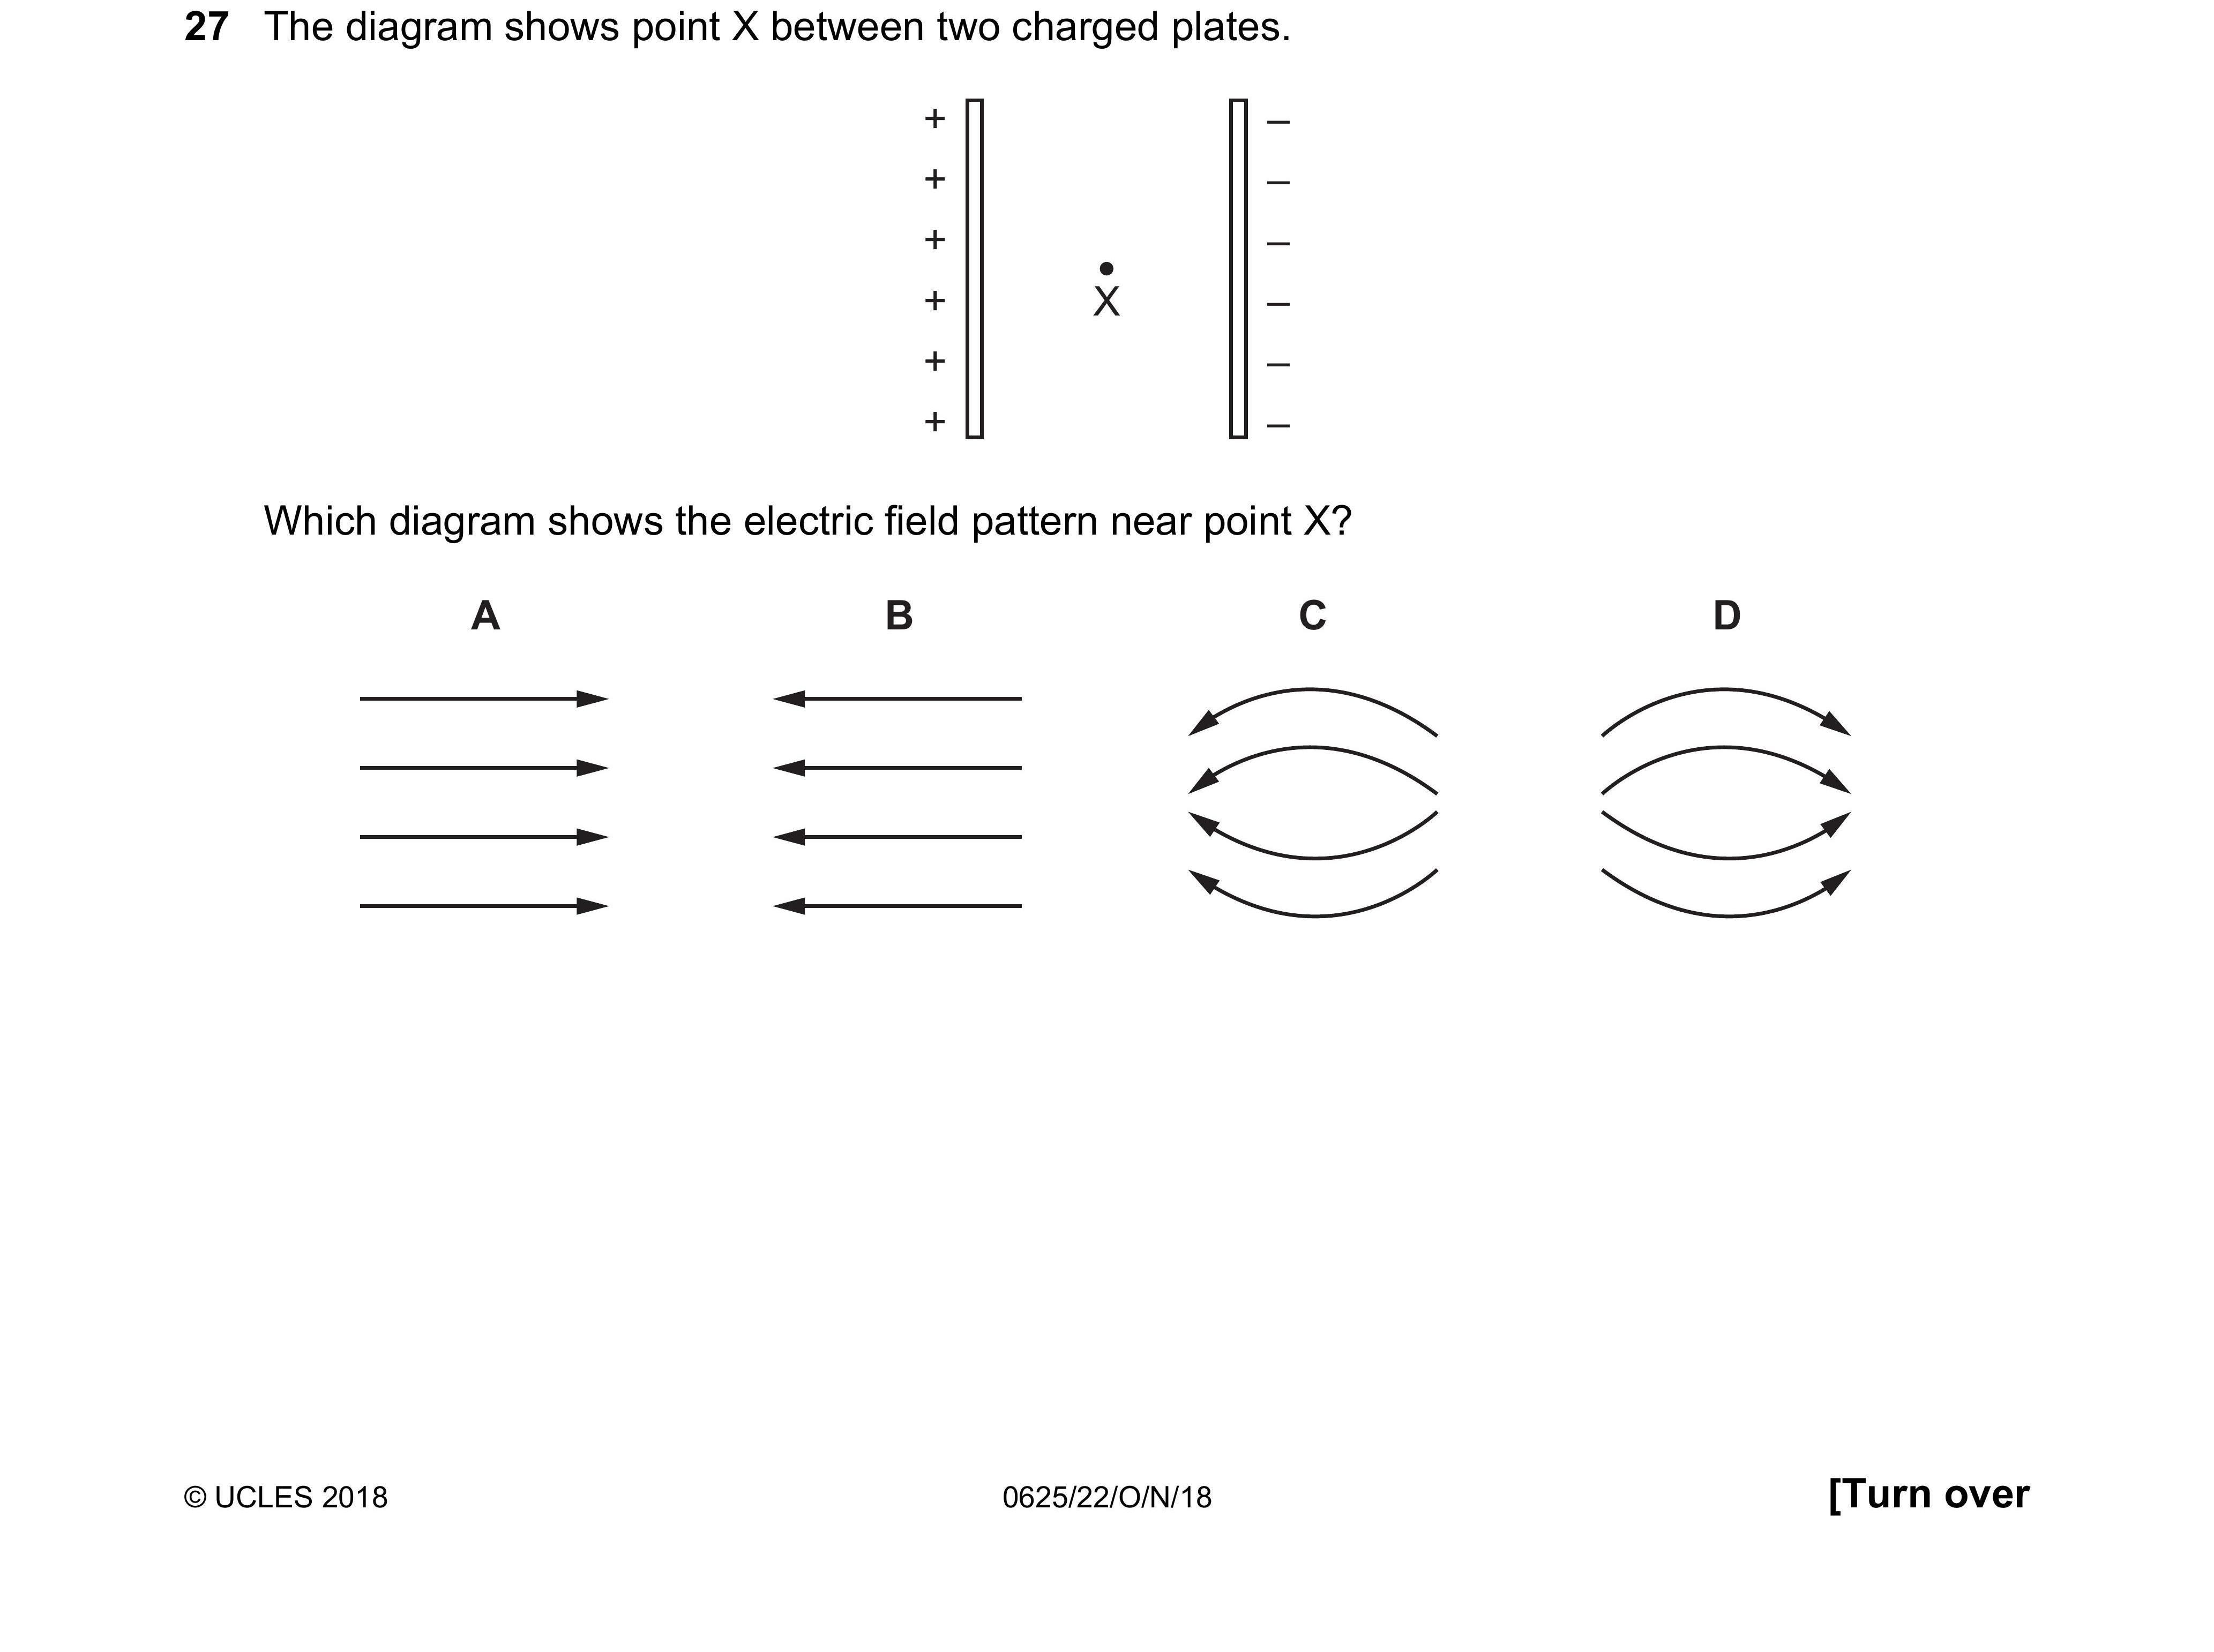 27 The diagram shows point X between two charged plates.
+ –
+ –
+ –
X
+ –
+ –
+ –
Which diagram shows the electric field pattern near point X?
A B C D
© UCLES 2018 0625/22/O/N/18 [Turn over